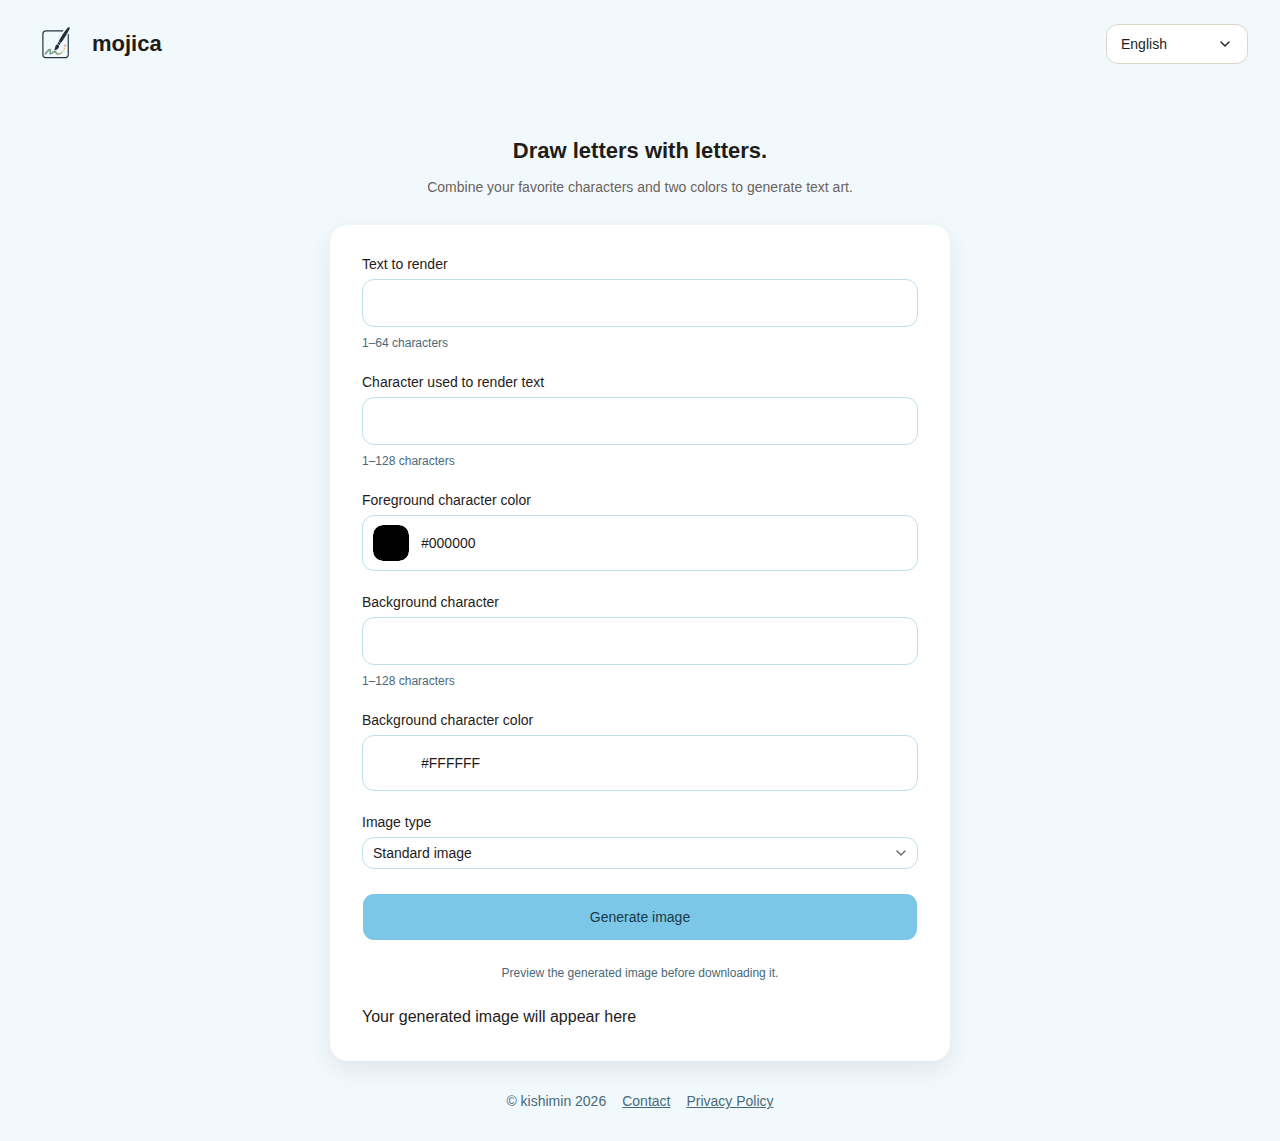 mojica
English
Draw letters with letters.
Combine your favorite characters and two colors to generate text art.
Text to render
1–64 characters
Character used to render text
1–128 characters
Foreground character color
#000000
Background character
1–128 characters
Background character color
#FFFFFF
Image type
Standard image
Generate image
Preview the generated image before downloading it.
Your generated image will appear here
© kishimin 2026 Contact Privacy Policy